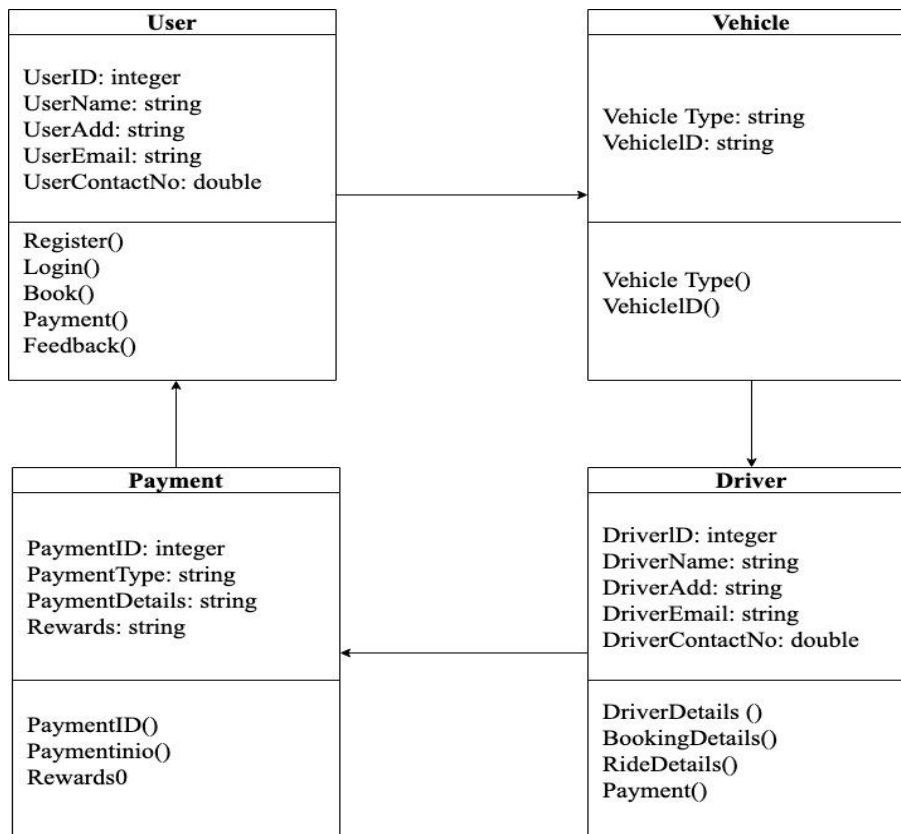 User
UserID: integer
UserName: string
UserAdd: string
UserEmail: string
UserContactNo: double
Register()
Login()
Book()
Payment()
Feedback()
Vehicle
Vehicle Type: string
VehicleID: string
Vehicle Type()
VehicleID()
Payment
PaymentID: integer
PaymentType: string
PaymentDetails: string
Rewards: string
PaymentID()
Paymentinio()
Rewards0
Driver
DriverlD: integer
DriverName: string
DriverAdd: string
DriverEmail: string
DriverContactNo: double
DriverDetails ()
BookingDetails()
RideDetails()
Payment()